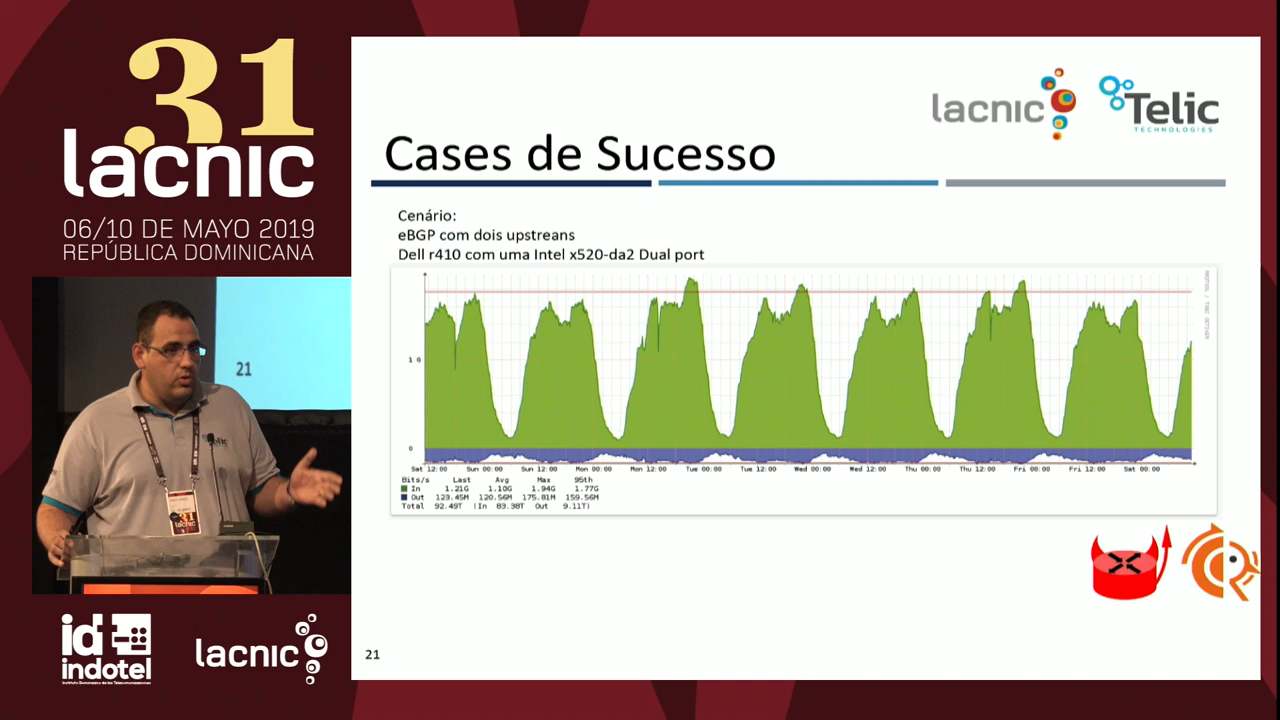 31
lacnic
06/10 DE MAYO 2019
REPÚBLICA DOMINICANA
21
Telic
lacnic
id
indotel
lacnic
lacnic
Telic
TECHNOLOGIES
Cases de Sucesso
Cenário:
eBGP com dois upstreans
Dell r410 com uma Intel x520-da2 Dual port
1 G
0
Sat 12:00 Sun 00:00 Sun 12:00 Mon 00:00 Mon 12:00 Tue 00:00 Tue 12:00 Wed 00:00 Wed 12:00 Thu 00:00 Thu 12:00 Fri 00:00 Fri 12:00 Sat 00:00
Bits/s Last Avg Max 95th
In 1.21G 1.10G 1.94G 1.77G
Out 123.45M 120.56M 175.81M 159.56M
Total 92.49T (In 83.38T Out 9.11T)
21